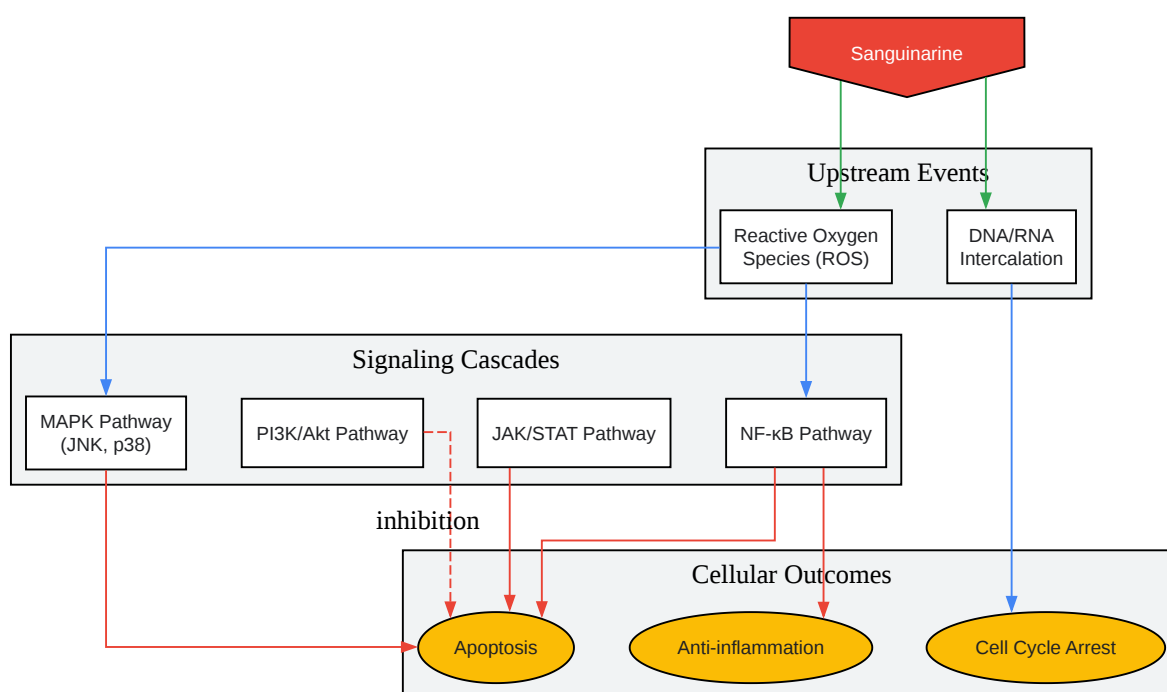 Sanguinarine
Upstream Events
Reactive Oxygen
Species (ROS)
DNA/RNA
Intercalation
Signaling Cascades
MAPK Pathway
(JNK, p38)
PI3K/Akt Pathway
JAK/STAT Pathway
NF-κB Pathway
inhibition
Cellular Outcomes
Apoptosis
Anti-inflammation
Cell Cycle Arrest